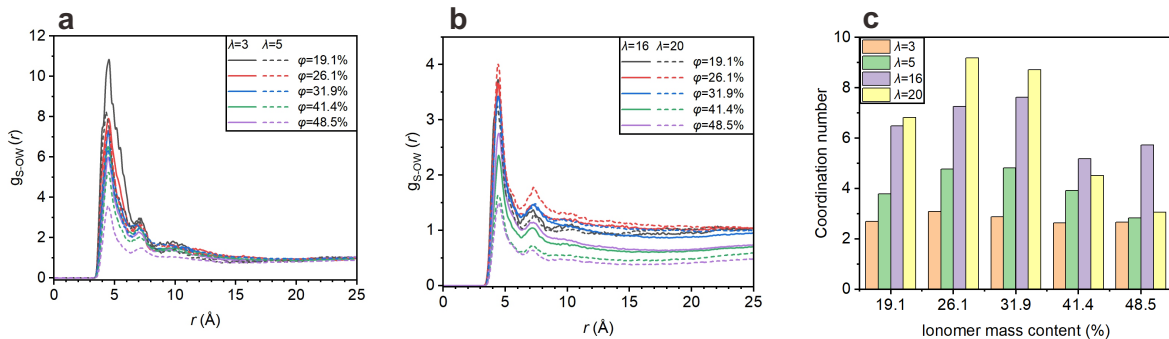 a
λ=3 λ=5
φ=19.1%
φ=26.1%
φ=31.9%
φ=41.4%
φ=48.5%
g_S-OW (r)
12
10
8
6
4
2
0
0 5 10 15 20 25
r (Å)
b
λ=16 λ=20
φ=19.1%
φ=26.1%
φ=31.9%
φ=41.4%
φ=48.5%
g_S-OW (r)
4
3
2
1
0
0 5 10 15 20 25
r (Å)
c
λ=3
λ=5
λ=16
λ=20
Coordination number
10
8
6
4
2
0
19.1 26.1 31.9 41.4 48.5
Ionomer mass content (%)